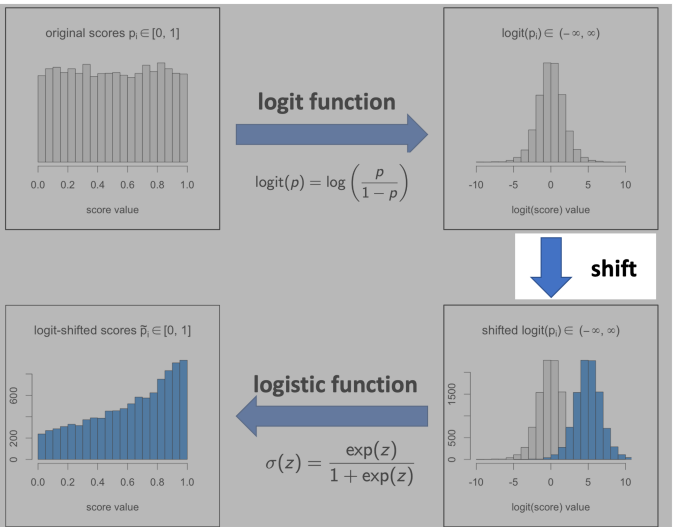 original scores pᵢ ∈ [0, 1]
0.0 0.2 0.4 0.6 0.8 1.0
score value
logit function
logit(p) = log(p / (1 − p))
logit(pᵢ) ∈ (−∞, ∞)
-10 -5 0 5 10
logit(score) value
shift
logit-shifted scores p̃ᵢ ∈ [0, 1]
0 200 600
0.0 0.2 0.4 0.6 0.8 1.0
score value
logistic function
σ(z) = exp(z) / (1 + exp(z))
shifted logit(pᵢ) ∈ (−∞, ∞)
0 500 1500
-10 -5 0 5 10
logit(score) value